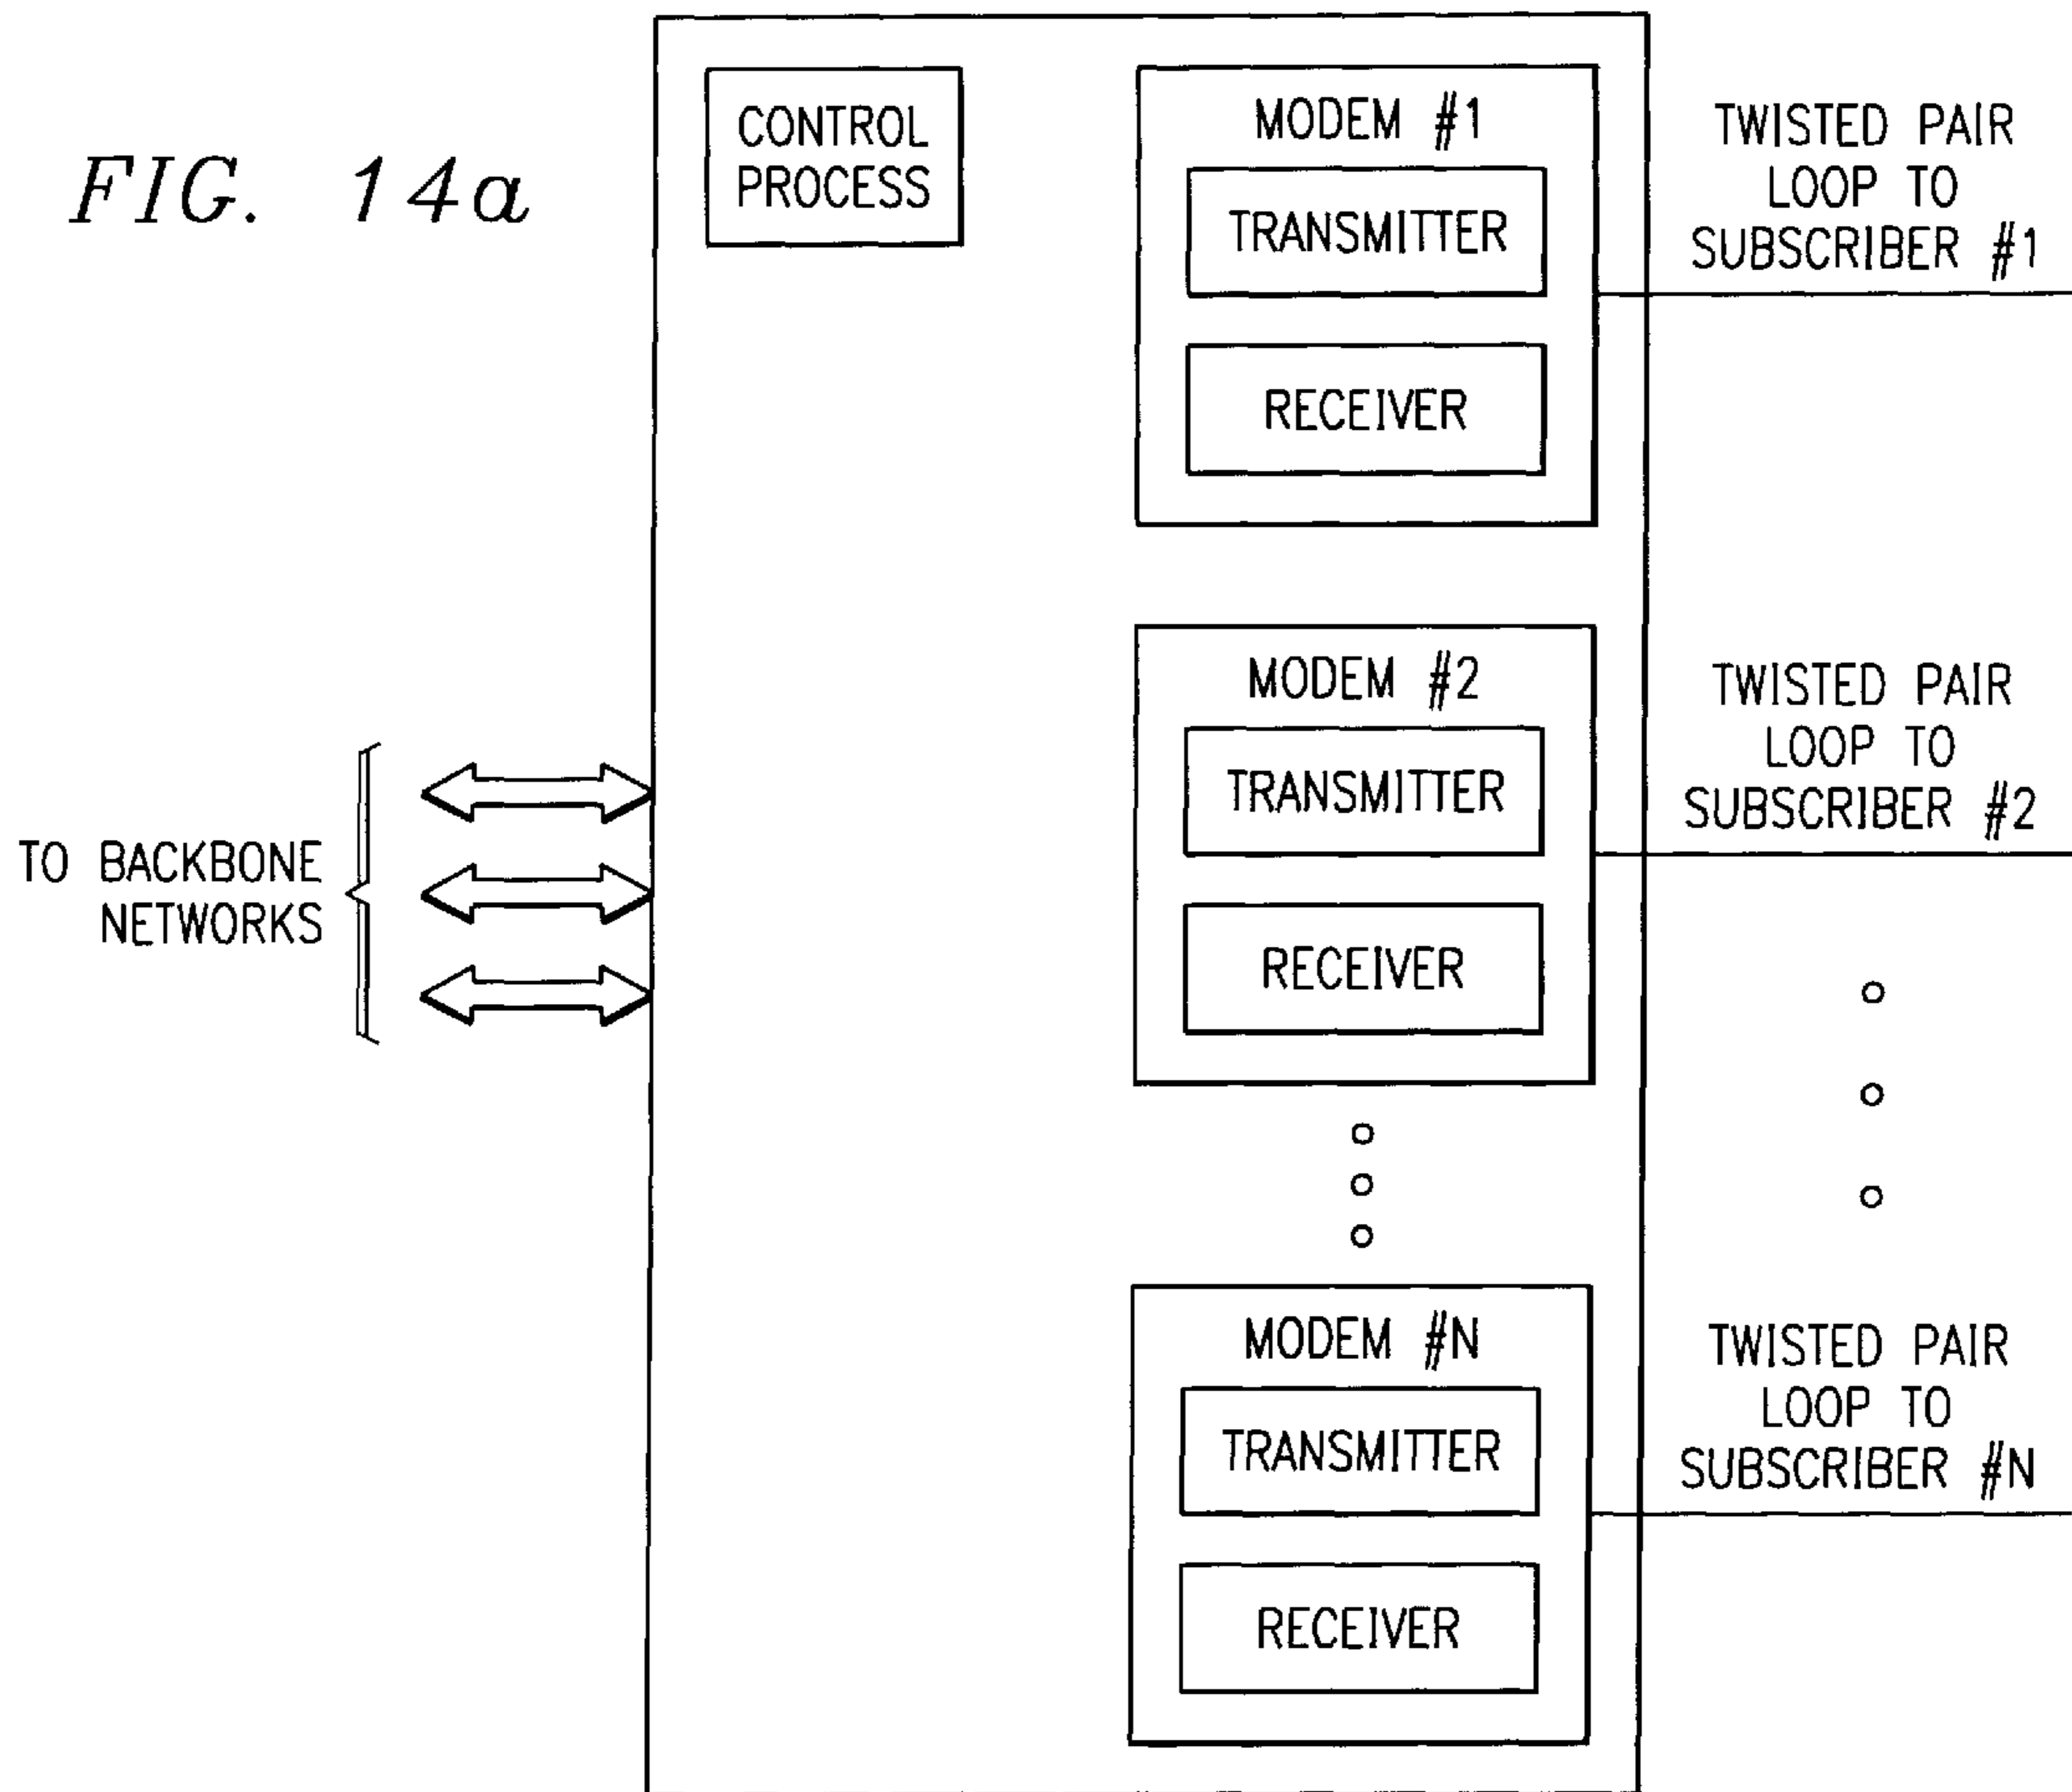 FIG. 14a
CONTROL
PROCESS
MODEM #1
TRANSMITTER
RECEIVER
TWISTED PAIR
LOOP TO
SUBSCRIBER #1
MODEM #2
TRANSMITTER
RECEIVER
TWISTED PAIR
LOOP TO
SUBSCRIBER #2
TO BACKBONE
NETWORKS
MODEM #N
TRANSMITTER
RECEIVER
TWISTED PAIR
LOOP TO
SUBSCRIBER #N